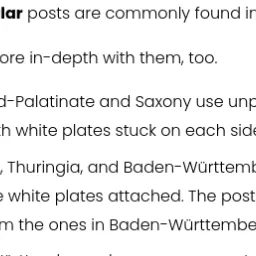 lar posts are commonly found in
ore in-depth with them, too.
d-Palatinate and Saxony use unp
th white plates stuck on each side
, Thuringia, and Baden-Württemb
e white plates attached. The post
m the ones in Baden-Württembe